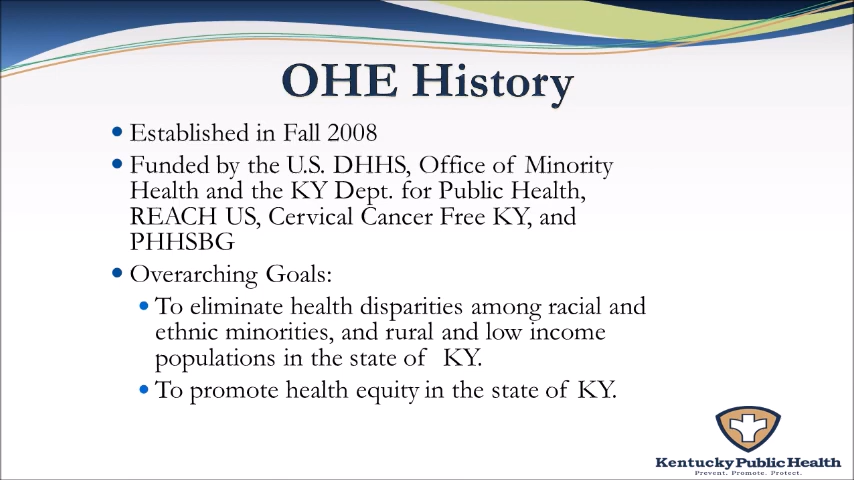 OHE History
• Established in Fall 2008
• Funded by the U.S. DHHS, Office of Minority
Health and the KY Dept. for Public Health,
REACH US, Cervical Cancer Free KY, and
PHHSBG
• Overarching Goals:
• To eliminate health disparities among racial and
ethnic minorities, and rural and low income
populations in the state of KY.
• To promote health equity in the state of KY.
Kentucky Public Health
Prevent. Promote. Protect.